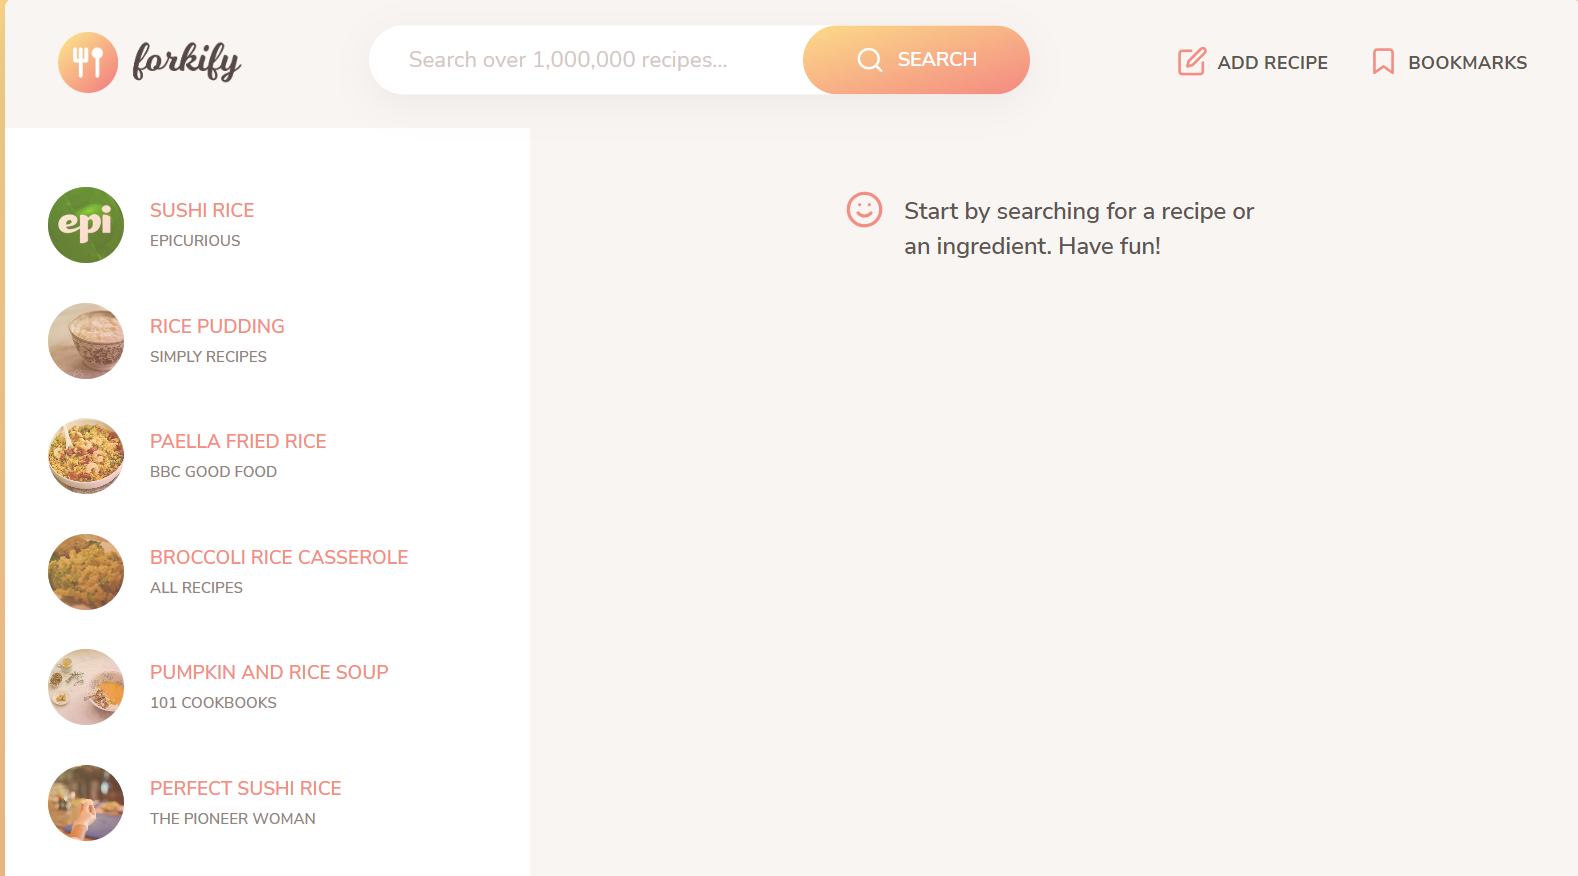 forkify
Search over 1,000,000 recipes...
SEARCH
ADD RECIPE
BOOKMARKS
epi
SUSHI RICE
EPICURIOUS
RICE PUDDING
SIMPLY RECIPES
PAELLA FRIED RICE
BBC GOOD FOOD
BROCCOLI RICE CASSEROLE
ALL RECIPES
PUMPKIN AND RICE SOUP
101 COOKBOOKS
PERFECT SUSHI RICE
THE PIONEER WOMAN
Start by searching for a recipe or
an ingredient. Have fun!